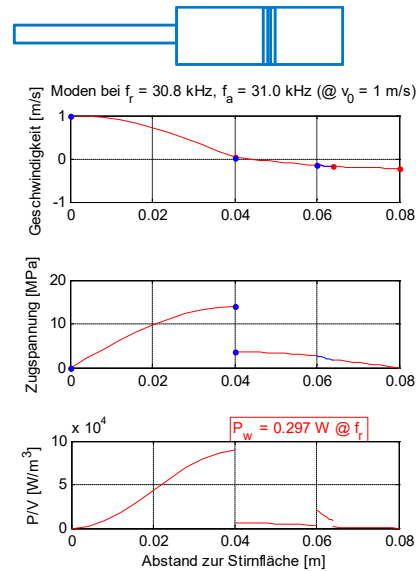 Moden bei f_r = 30.8 kHz, f_a = 31.0 kHz (@ v_0 = 1 m/s)
Geschwindigkeit [m/s]
1
0
-1
0 0.02 0.04 0.06 0.08
Zugspannung [MPa]
20
10
0
0 0.02 0.04 0.06 0.08
x 10^4
P_w = 0.297 W @ f_r
P/V [W/m^3]
10
5
0
0 0.02 0.04 0.06 0.08
Abstand zur Stirnfläche [m]